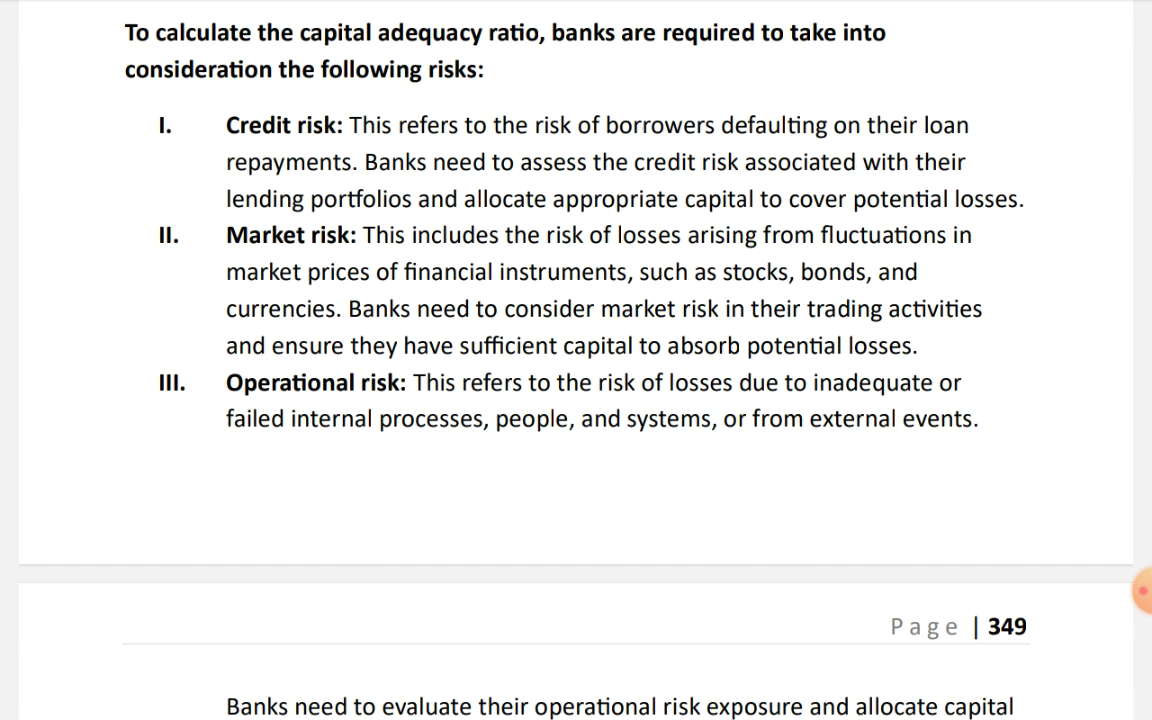 To calculate the capital adequacy ratio, banks are required to take into
consideration the following risks:
I. Credit risk: This refers to the risk of borrowers defaulting on their loan
repayments. Banks need to assess the credit risk associated with their
lending portfolios and allocate appropriate capital to cover potential losses.
II. Market risk: This includes the risk of losses arising from fluctuations in
market prices of financial instruments, such as stocks, bonds, and
currencies. Banks need to consider market risk in their trading activities
and ensure they have sufficient capital to absorb potential losses.
III. Operational risk: This refers to the risk of losses due to inadequate or
failed internal processes, people, and systems, or from external events.
Page | 349
Banks need to evaluate their operational risk exposure and allocate capital